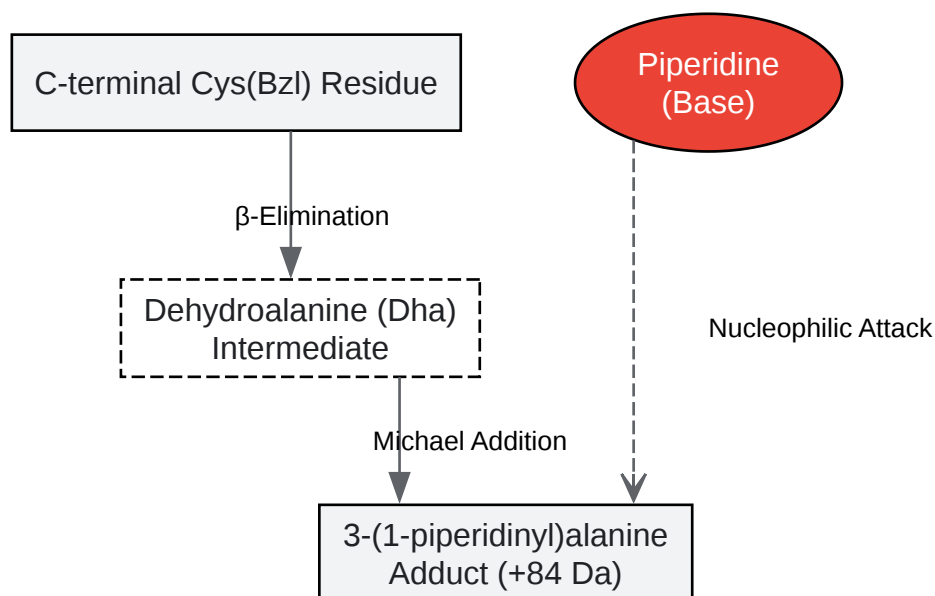 C-terminal Cys(Bzl) Residue
Piperidine
(Base)
β-Elimination
Dehydroalanine (Dha)
Intermediate
Nucleophilic Attack
Michael Addition
3-(1-piperidinyl)alanine
Adduct (+84 Da)